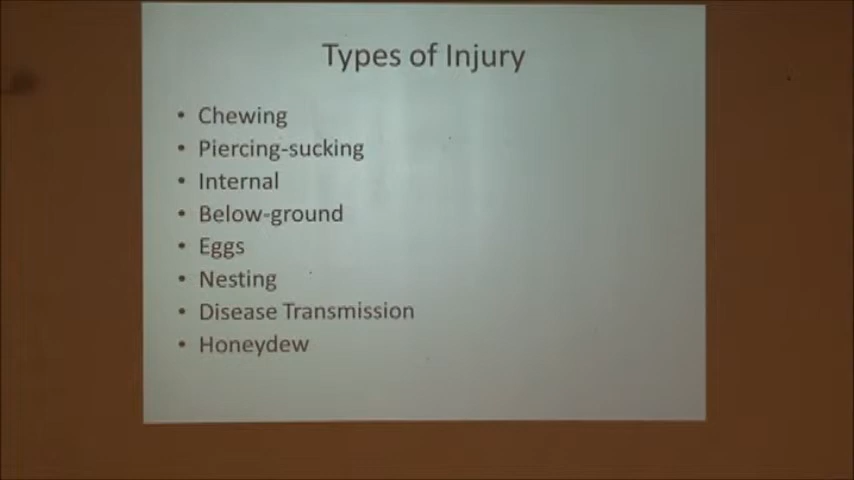 Types of Injury
• Chewing
• Piercing-sucking
• Internal
• Below-ground
• Eggs
• Nesting
• Disease Transmission
• Honeydew